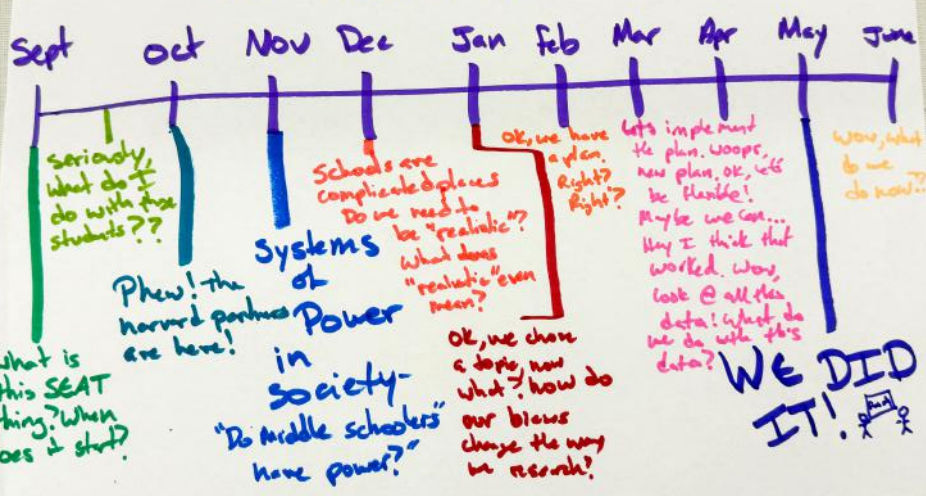 Sept Oct Nov Dec Jan Feb Mar Apr May June
what is
this SEAT
thing? When
does it start?
seriously,
what do I
do with these
students??
Phew! The
harvard partners
are here!
Systems
of
Power
in
Society-
"Do middle schoolers
have power?"
Schools are
complicated places
Do we need to
be "realistic"?
What does
"realistic" even
mean?
Ok, we chose
a topic, now
what? how do
our biases
change the way
we research?
Ok, we have
a plan.
Right?
Right?
Let's implement
the plan. Woops,
new plan. ok, let's
be flexible!
Maybe we can...
Hey I think that
worked. Wow,
look @ all this
data! What do
we do with this
data?
WE DID
IT!
Wow, what
do we
do now??